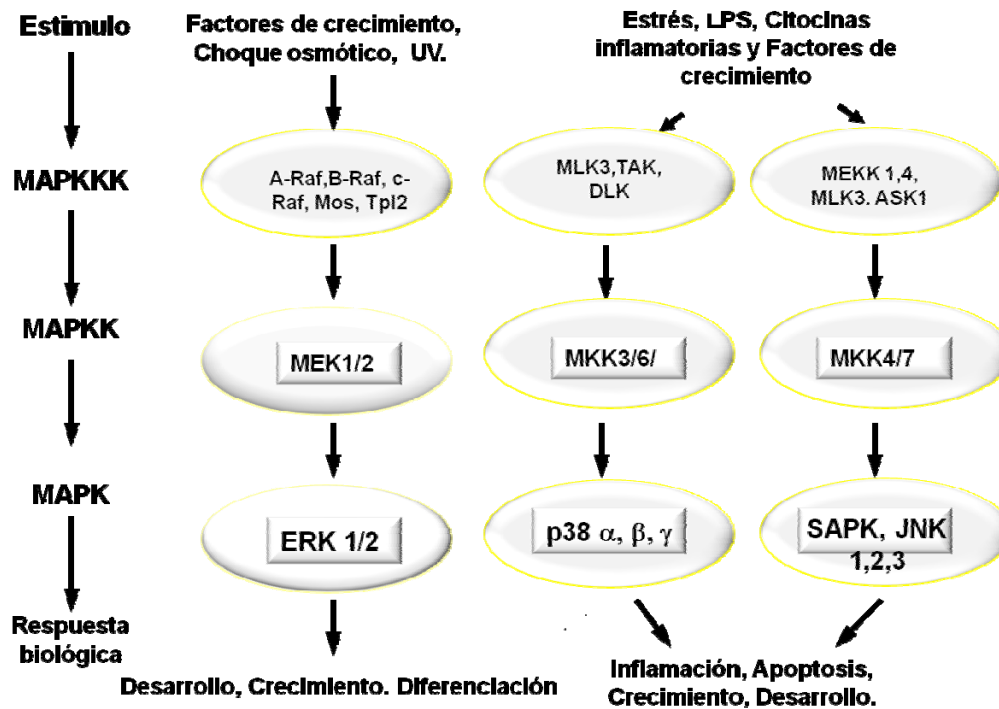 Estimulo
Factores de crecimiento,
Choque osmótico, UV.
Estrés, LPS, Citocinas
inflamatorias y Factores de
crecimiento
MAPKKK
A-Raf,B-Raf, c-
Raf, Mos, Tpl2
MLK3,TAK,
DLK
MEKK 1,4,
MLK3. ASK1
MAPKK
MEK1/2
MKK3/6/
MKK4/7
MAPK
ERK 1/2
p38 α, β, γ
SAPK, JNK
1,2,3
Respuesta
biológica
Desarrollo, Crecimiento. Diferenciación
Inflamación, Apoptosis,
Crecimiento, Desarrollo.